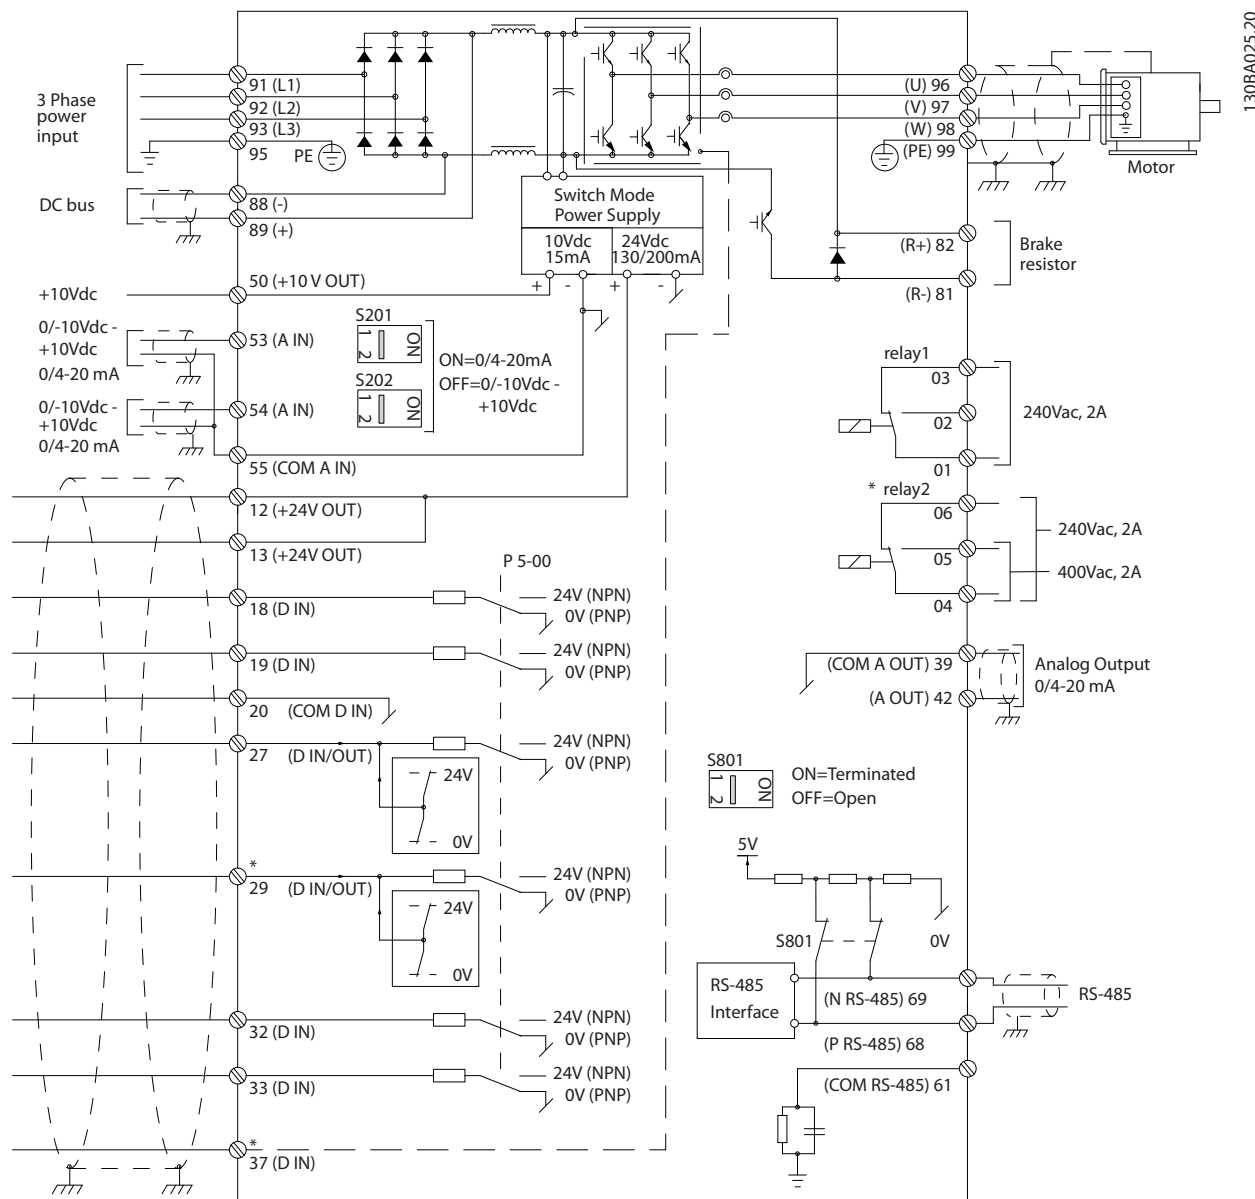 130BA025.20
3 Phase
power
input
91 (L1)
92 (L2)
93 (L3)
95
PE
DC bus
88 (-)
89 (+)
+10Vdc
50 (+10 V OUT)
0/-10Vdc -
+10Vdc
0/4-20 mA
53 (A IN)
0/-10Vdc -
+10Vdc
0/4-20 mA
54 (A IN)
55 (COM A IN)
12 (+24V OUT)
13 (+24V OUT)
18 (D IN)
19 (D IN)
20 (COM D IN)
27 (D IN/OUT)
24V
0V
*
29 (D IN/OUT)
24V
0V
32 (D IN)
33 (D IN)
*
37 (D IN)
S201
1
2
ON
S202
1
2
ON
ON=0/4-20mA
OFF=0/-10Vdc -
+10Vdc
P 5-00
24V (NPN)
0V (PNP)
24V (NPN)
0V (PNP)
24V (NPN)
0V (PNP)
24V (NPN)
0V (PNP)
24V (NPN)
0V (PNP)
24V (NPN)
0V (PNP)
Switch Mode
Power Supply
10Vdc
15mA
24Vdc
130/200mA
+ - + -
(U) 96
(V) 97
(W) 98
(PE) 99
Motor
(R+) 82
Brake
resistor
(R-) 81
relay1
03
02
01
240Vac, 2A
* relay2
06
05
04
240Vac, 2A
400Vac, 2A
(COM A OUT) 39
(A OUT) 42
Analog Output
0/4-20 mA
S801
1
2
ON
ON=Terminated
OFF=Open
5V
S801
0V
RS-485
Interface
(N RS-485) 69
(P RS-485) 68
RS-485
(COM RS-485) 61